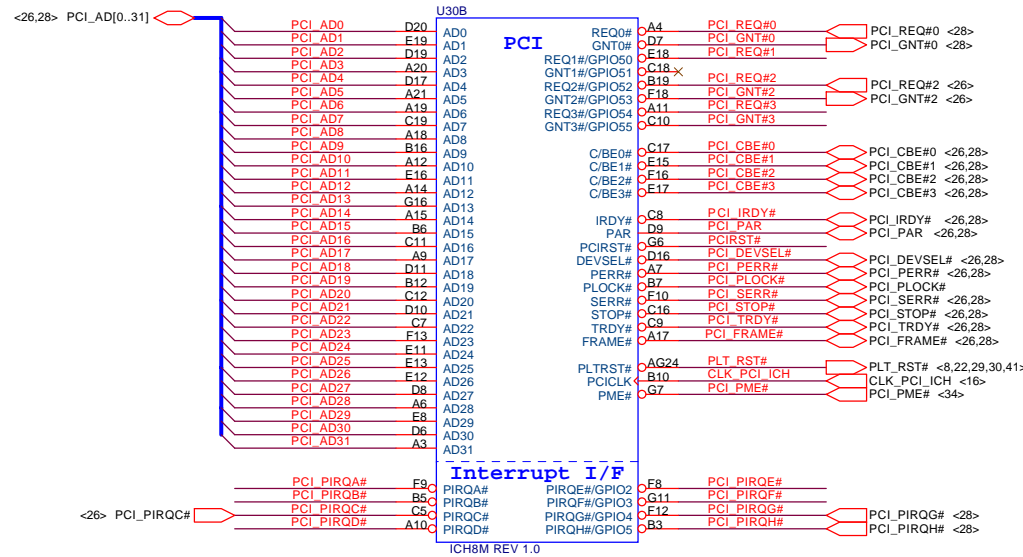 U30B
<26,28> PCI_AD[0..31]
PCI
PCI_AD0 D20 AD0 REQ0# A4 PCI_REQ#0 PCI_REQ#0 <28>
PCI_AD1 E19 AD1 GNT0# D7 PCI_GNT#0 PCI_GNT#0 <28>
PCI_AD2 D19 AD2 REQ1#/GPIO50 E18 PCI_REQ#1
PCI_AD3 A20 AD3 GNT1#/GPIO51 C18
PCI_AD4 D17 AD4 REQ2#/GPIO52 B19 PCI_REQ#2 PCI_REQ#2 <26>
PCI_AD5 A21 AD5 GNT2#/GPIO53 F18 PCI_GNT#2 PCI_GNT#2 <26>
PCI_AD6 A19 AD6 REQ3#/GPIO54 A11 PCI_REQ#3
PCI_AD7 C19 AD7 GNT3#/GPIO55 C10 PCI_GNT#3
PCI_AD8 A18 AD8
PCI_AD9 B16 AD9 C/BE0# C17 PCI_CBE#0 PCI_CBE#0 <26,28>
PCI_AD10 A12 AD10 C/BE1# E15 PCI_CBE#1 PCI_CBE#1 <26,28>
PCI_AD11 E16 AD11 C/BE2# F16 PCI_CBE#2 PCI_CBE#2 <26,28>
PCI_AD12 A14 AD12 C/BE3# E17 PCI_CBE#3 PCI_CBE#3 <26,28>
PCI_AD13 G16 AD13
PCI_AD14 A15 AD14 IRDY# C8 PCI_IRDY# PCI_IRDY# <26,28>
PCI_AD15 B6 AD15 PAR D9 PCI_PAR PCI_PAR <26,28>
PCI_AD16 C11 AD16 PCIRST# G6 PCIRST#
PCI_AD17 A9 AD17 DEVSEL# D16 PCI_DEVSEL# PCI_DEVSEL# <26,28>
PCI_AD18 D11 AD18 PERR# A7 PCI_PERR# PCI_PERR# <26,28>
PCI_AD19 B12 AD19 PLOCK# B7 PCI_PLOCK# PCI_PLOCK#
PCI_AD20 C12 AD20 SERR# F10 PCI_SERR# PCI_SERR# <26,28>
PCI_AD21 D10 AD21 STOP# C16 PCI_STOP# PCI_STOP# <26,28>
PCI_AD22 C7 AD22 TRDY# C9 PCI_TRDY# PCI_TRDY# <26,28>
PCI_AD23 F13 AD23 FRAME# A17 PCI_FRAME# PCI_FRAME# <26,28>
PCI_AD24 E11 AD24
PCI_AD25 E13 AD25 PLTRST# AG24 PLT_RST# PLT_RST# <8,22,29,30,41>
PCI_AD26 E12 AD26 PCICLK B10 CLK_PCI_ICH CLK_PCI_ICH <16>
PCI_AD27 D8 AD27 PME# G7 PCI_PME# PCI_PME# <34>
PCI_AD28 A6 AD28
PCI_AD29 E8 AD29
PCI_AD30 D6 AD30
PCI_AD31 A3 AD31
Interrupt I/F
PCI_PIRQA# F9 PIRQA# PIRQE#/GPIO2 F8 PCI_PIRQE#
PCI_PIRQB# B5 PIRQB# PIRQF#/GPIO3 G11 PCI_PIRQF#
<26> PCI_PIRQC# PCI_PIRQC# C5 PIRQC# PIRQG#/GPIO4 F12 PCI_PIRQG# PCI_PIRQG# <28>
PCI_PIRQD# A10 PIRQD# PIRQH#/GPIO5 B3 PCI_PIRQH# PCI_PIRQH# <28>
ICH8M REV 1.0